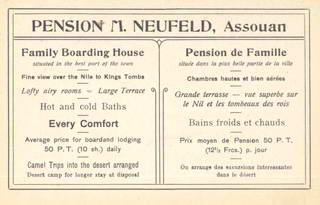 PENSION M. NEUFELD, Assouan
Family Boarding House
situated in the best part of the town
Fine view over the Nile to Kings Tombs
Lofty airy rooms — Large Terrace
Hot and cold Baths
Every Comfort
Average price for boardand lodging
50 P. T. (10 sh.) daily
Camel Trips into the desert arranged
Desert camp for longer stay at disposal
Pension de Famille
située dans la plus belle partie de la ville
Chambres hautes et bien aérées
Grande terrasse — vue superbe sur
le Nil et les tombeaux des rois
Bains froids et chauds
Prix moyen de Pension 50 P. T.
(12½ Frcs.) p. jour
On arrange des excursions interessantes
dans le désert